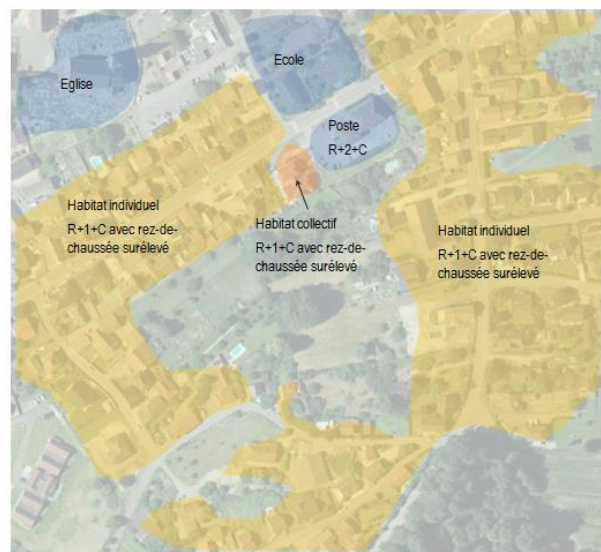 Eglise
Ecole
Poste
R+2+C
Habitat individuel
R+1+C avec rez-de-
chaussée surélevé
Habitat collectif
R+1+C avec rez-de-
chaussée surélevé
Habitat individuel
R+1+C avec rez-de-
chaussée surélevé